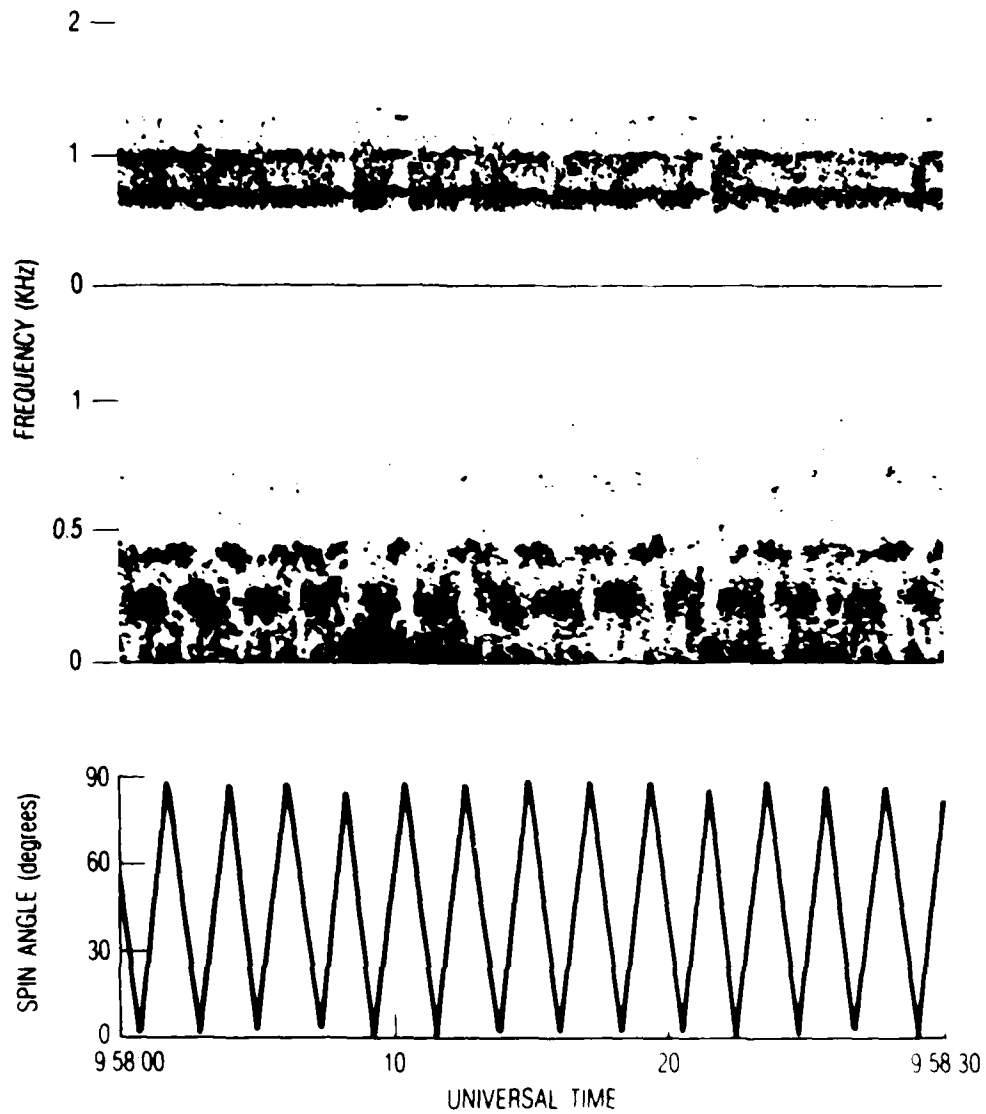 2
1
0
FREQUENCY (KHz)
1
0.5
0
90
60
30
0
SPIN ANGLE (degrees)
9 58 00
10
20
9 58 30
UNIVERSAL TIME